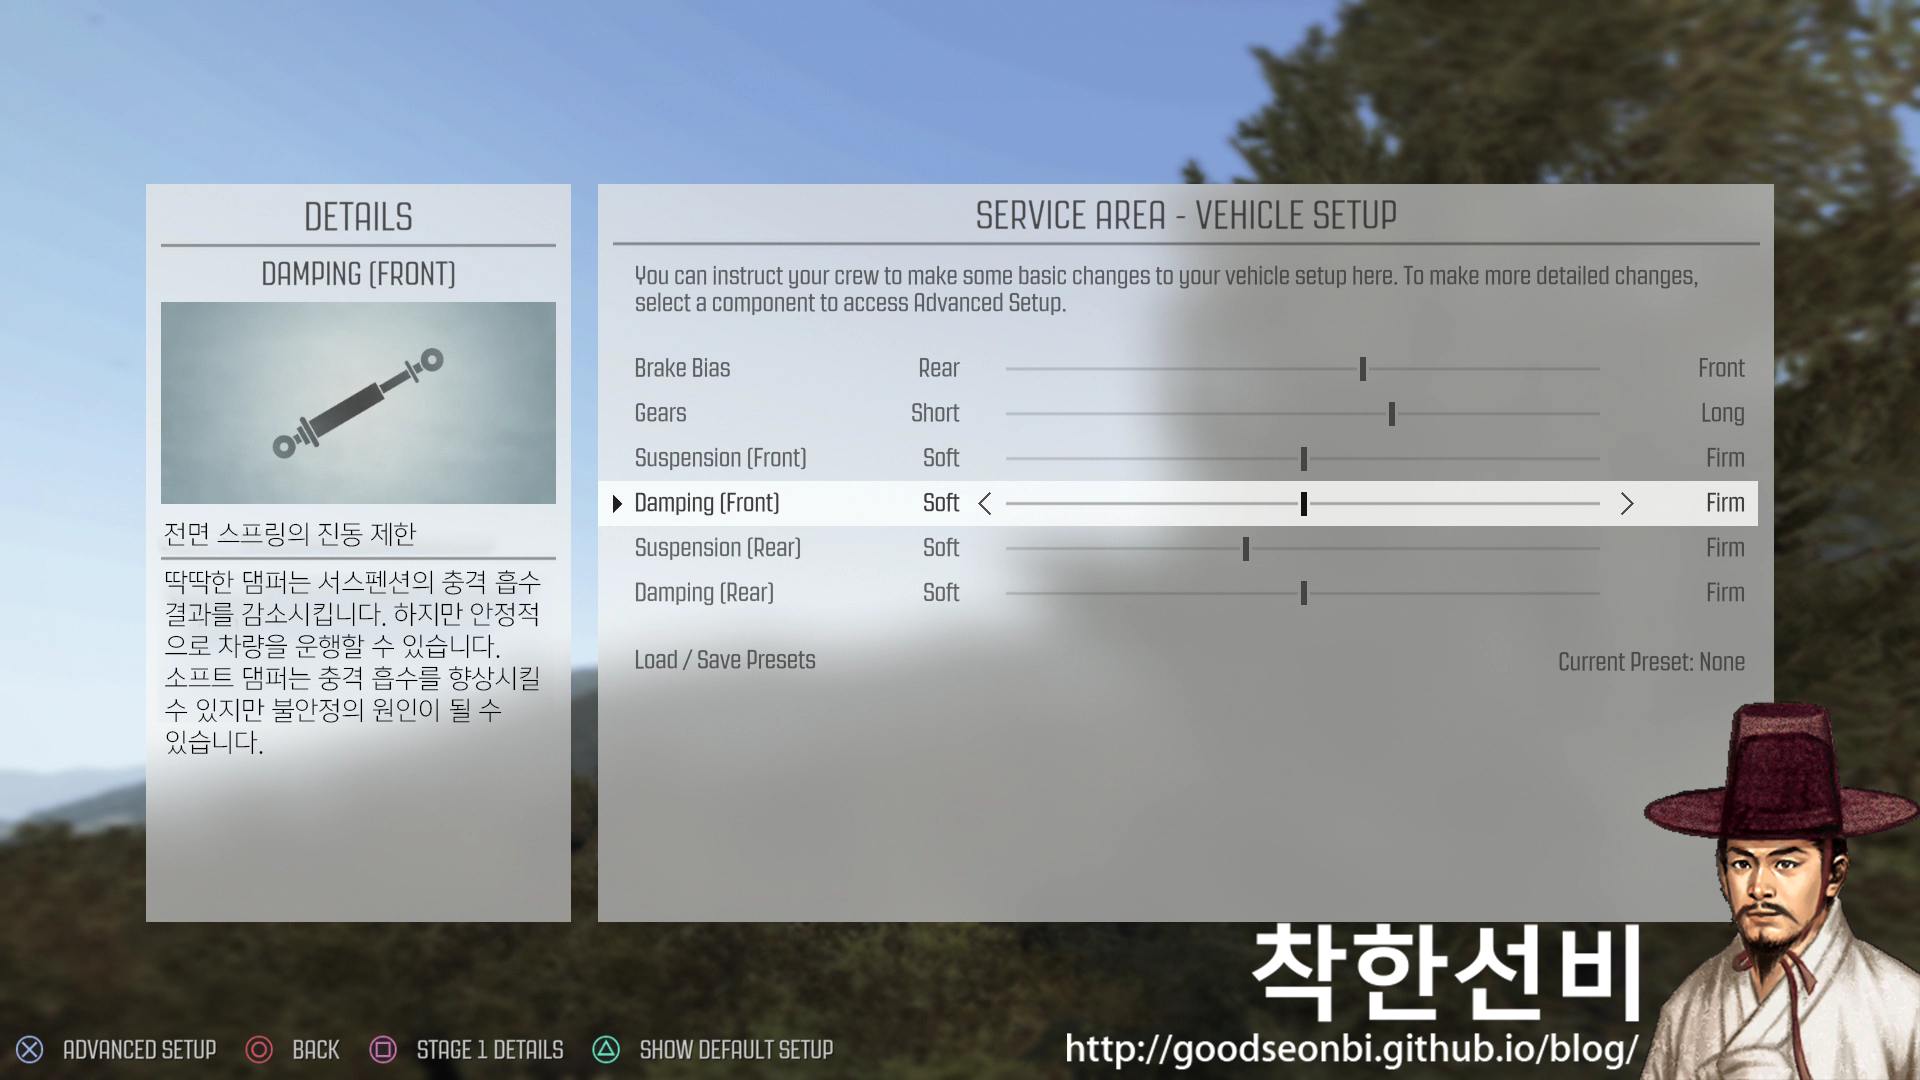 DETAILS
DAMPING (FRONT)
전면 스프링의 진동 제한
딱딱한 댐퍼는 서스펜션의 충격 흡수
결과를 감소시킵니다. 하지만 안정적
으로 차량을 운행할 수 있습니다.
소프트 댐퍼는 충격 흡수를 향상시킬
수 있지만 불안정의 원인이 될 수
있습니다.
SERVICE AREA - VEHICLE SETUP
You can instruct your crew to make some basic changes to your vehicle setup here. To make more detailed changes,
select a component to access Advanced Setup.
Brake Bias Rear Front
Gears Short Long
Suspension (Front) Soft Firm
Damping (Front) Soft Firm
Suspension (Rear) Soft Firm
Damping (Rear) Soft Firm
Load / Save Presets Current Preset: None
착한선비
http://goodseonbi.github.io/blog/
ADVANCED SETUP BACK STAGE 1 DETAILS SHOW DEFAULT SETUP